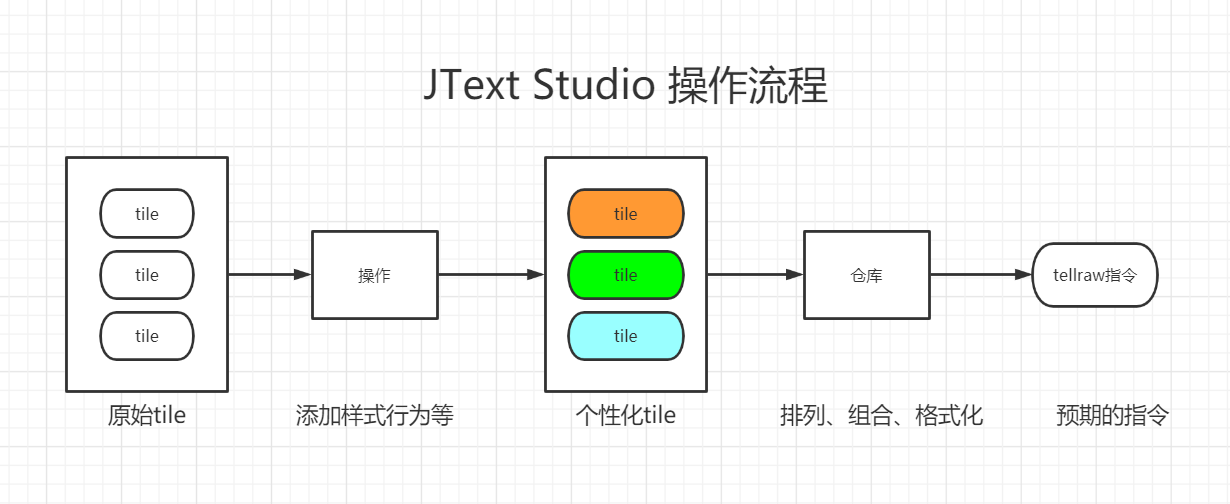 JText Studio 操作流程
tile
tile
tile
原始tile
操作
添加样式行为等
tile
tile
tile
个性化tile
仓库
排列、组合、格式化
tellraw指令
预期的指令